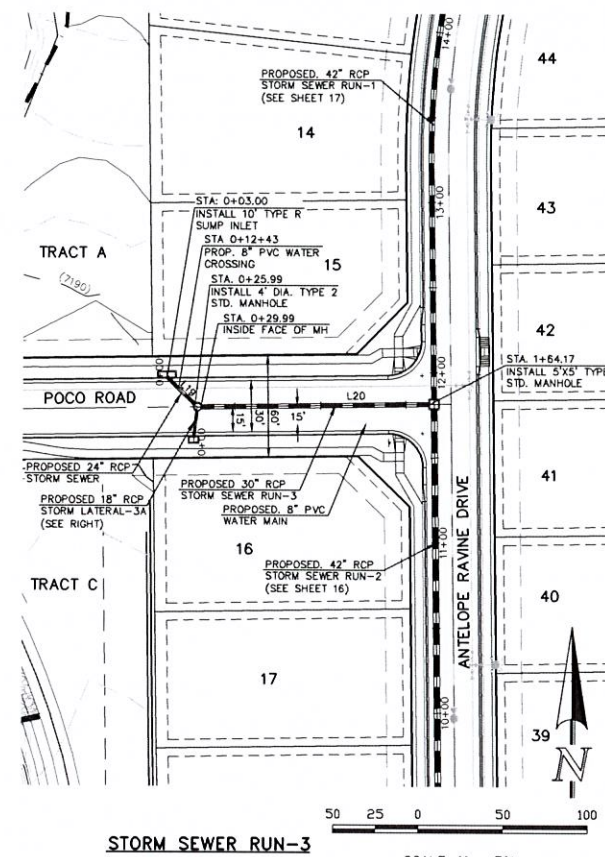 14+00
44
PROPOSED. 42" RCP
STORM SEWER RUN-1
(SEE SHEET 17)
14
13+00
43
STA: 0+03.00
INSTALL 10' TYPE R
SUMP INLET
STA 0+12+43
PROP. 8" PVC WATER
CROSSING
15
TRACT A
(7190)
STA. 0+25.99
INSTALL 4' DIA. TYPE 2
STD. MANHOLE
STA. 0+29.99
INSIDE FACE OF MH
42
12+00
STA. 1+64.17
INSTALL 5'X5' TYPE
STD. MANHOLE
0+00
L19
POCO ROAD
L20
15'
30'
60'
15'
0+00
PROPOSED 24" RCP
STORM SEWER
PROPOSED 18" RCP
STORM LATERAL-3A
(SEE RIGHT)
PROPOSED 30" RCP
STORM SEWER RUN-3
PROPOSED. 8" PVC
WATER MAIN
41
16
11+00
PROPOSED. 42" RCP
STORM SEWER RUN-2
(SEE SHEET 16)
ANTELOPE RAVINE DRIVE
TRACT C
40
17
10+00
39
N
50 25 0 50 100
STORM SEWER RUN-3